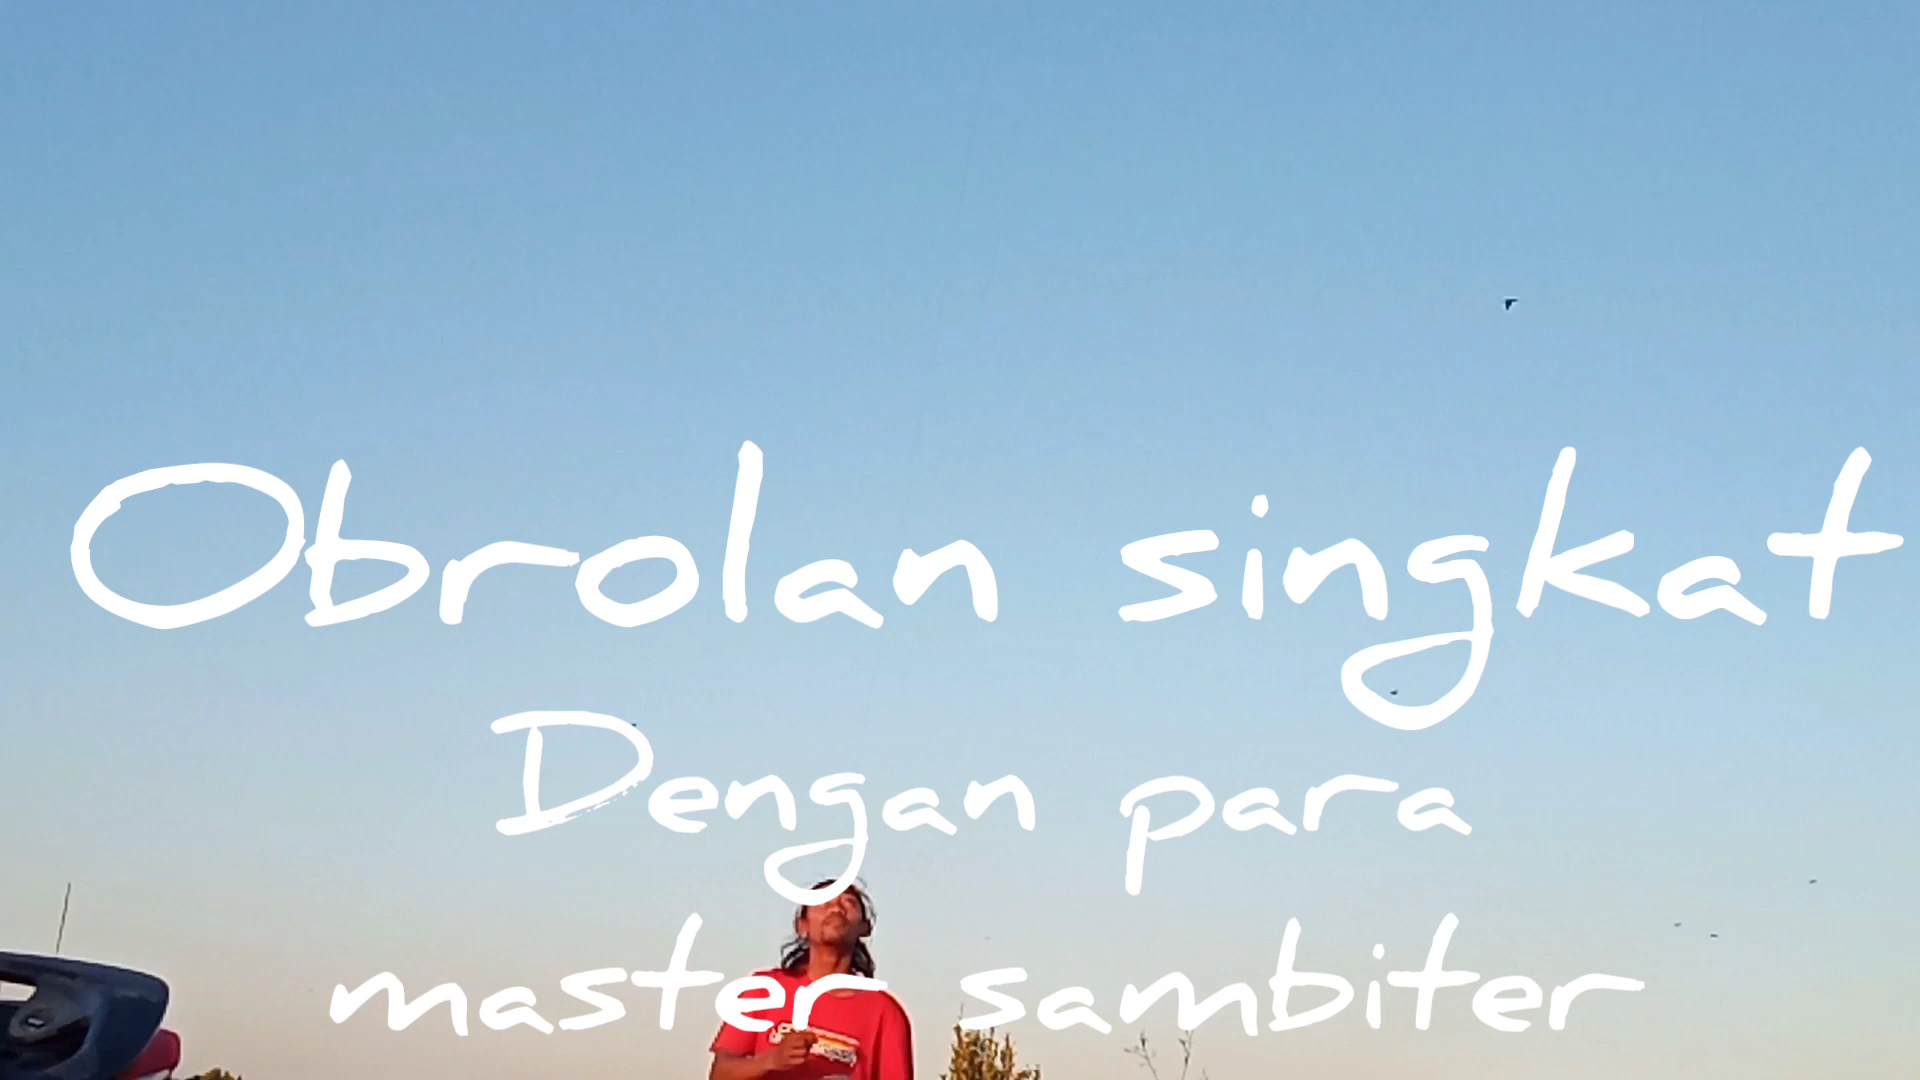 Obrolan singkat
Dengan para
master sambiter